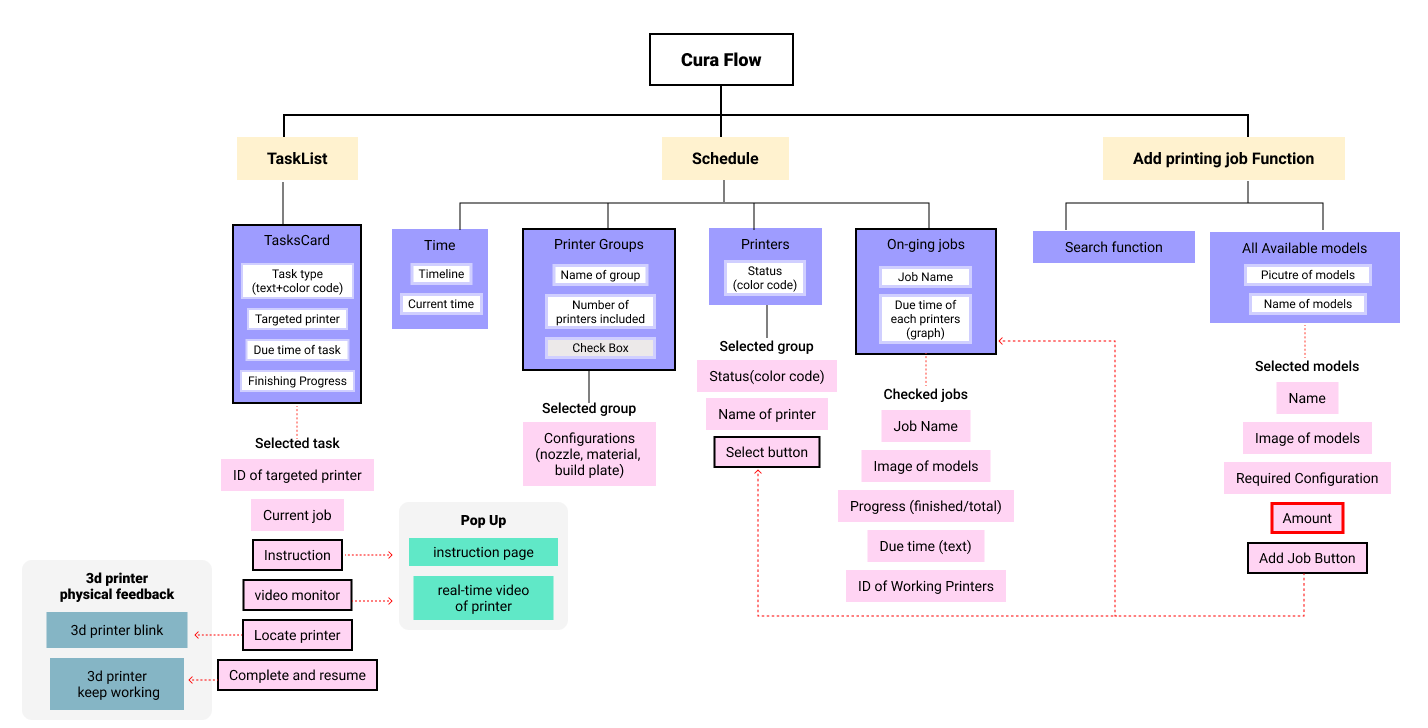 Cura Flow
TaskList
Schedule
Add printing job Function
TasksCard
Task type
(text+color code)
Targeted printer
Due time of task
Finishing Progress
Selected task
ID of targeted printer
Current job
Instruction
video monitor
Locate printer
Complete and resume
3d printer
physical feedback
3d printer blink
3d printer
keep working
Pop Up
instruction page
real-time video
of printer
Time
Timeline
Current time
Printer Groups
Name of group
Number of
printers included
Check Box
Selected group
Configurations
(nozzle, material,
build plate)
Printers
Status
(color code)
Selected group
Status(color code)
Name of printer
Select button
On-ging jobs
Job Name
Due time of
each printers
(graph)
Checked jobs
Job Name
Image of models
Progress (finished/total)
Due time (text)
ID of Working Printers
Search function
All Available models
Picutre of models
Name of models
Selected models
Name
Image of models
Required Configuration
Amount
Add Job Button